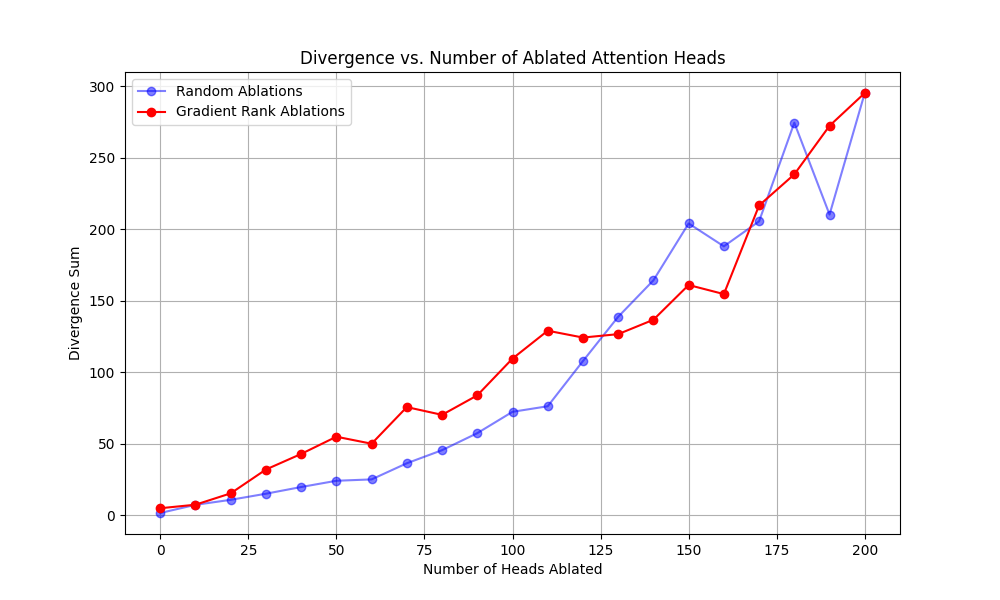 Divergence vs. Number of Ablated Attention Heads
Random Ablations
Gradient Rank Ablations
300
250
200
150
100
50
0
Divergence Sum
0 25 50 75 100 125 150 175 200
Number of Heads Ablated